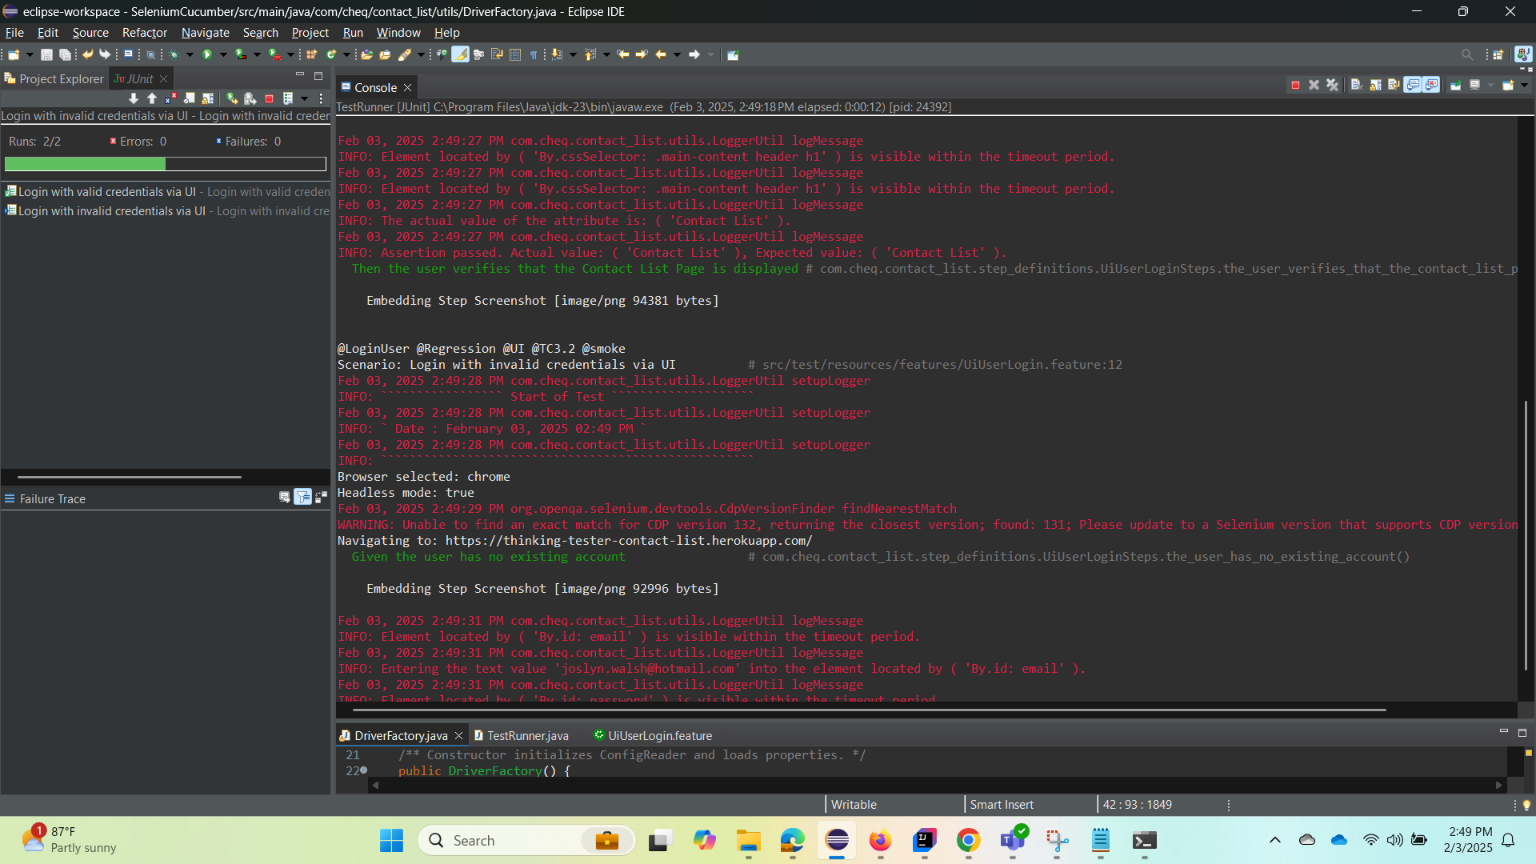 eclipse-workspace - SeleniumCucumber/src/main/java/com/cheq/contact_list/utils/DriverFactory.java - Eclipse IDE
File Edit Source Refactor Navigate Search Project Run Window Help
Project Explorer JUnit
Login with invalid credentials via UI - Login with invalid creder
Runs: 2/2 Errors: 0 Failures: 0
Login with valid credentials via UI - Login with valid creden
Login with invalid credentials via UI - Login with invalid cre
Failure Trace
Console
TestRunner [JUnit] C:\Program Files\Java\jdk-23\bin\javaw.exe (Feb 3, 2025, 2:49:18 PM elapsed: 0:00:12) [pid: 24392]
Feb 03, 2025 2:49:27 PM com.cheq.contact_list.utils.LoggerUtil logMessage
INFO: Element located by ( 'By.cssSelector: .main-content header h1' ) is visible within the timeout period.
Feb 03, 2025 2:49:27 PM com.cheq.contact_list.utils.LoggerUtil logMessage
INFO: Element located by ( 'By.cssSelector: .main-content header h1' ) is visible within the timeout period.
Feb 03, 2025 2:49:27 PM com.cheq.contact_list.utils.LoggerUtil logMessage
INFO: The actual value of the attribute is: ( 'Contact List' ).
Feb 03, 2025 2:49:27 PM com.cheq.contact_list.utils.LoggerUtil logMessage
INFO: Assertion passed. Actual value: ( 'Contact List' ), Expected value: ( 'Contact List' ).
Then the user verifies that the Contact List Page is displayed # com.cheq.contact_list.step_definitions.UiUserLoginSteps.the_user_verifies_that_the_contact_list_p
Embedding Step Screenshot [image/png 94381 bytes]
@LoginUser @Regression @UI @TC3.2 @smoke
Scenario: Login with invalid credentials via UI # src/test/resources/features/UiUserLogin.feature:12
Feb 03, 2025 2:49:28 PM com.cheq.contact_list.utils.LoggerUtil setupLogger
INFO: ````````````````` Start of Test ````````````````````
Feb 03, 2025 2:49:28 PM com.cheq.contact_list.utils.LoggerUtil setupLogger
INFO: ` Date : February 03, 2025 02:49 PM `
Feb 03, 2025 2:49:28 PM com.cheq.contact_list.utils.LoggerUtil setupLogger
INFO: ````````````````````````````````````````````````````
Browser selected: chrome
Headless mode: true
Feb 03, 2025 2:49:29 PM org.openqa.selenium.devtools.CdpVersionFinder findNearestMatch
WARNING: Unable to find an exact match for CDP version 132, returning the closest version; found: 131; Please update to a Selenium version that supports CDP version
Navigating to: https://thinking-tester-contact-list.herokuapp.com/
Given the user has no existing account # com.cheq.contact_list.step_definitions.UiUserLoginSteps.the_user_has_no_existing_account()
Embedding Step Screenshot [image/png 92996 bytes]
Feb 03, 2025 2:49:31 PM com.cheq.contact_list.utils.LoggerUtil logMessage
INFO: Element located by ( 'By.id: email' ) is visible within the timeout period.
Feb 03, 2025 2:49:31 PM com.cheq.contact_list.utils.LoggerUtil logMessage
INFO: Entering the text value 'joslyn.walsh@hotmail.com' into the element located by ( 'By.id: email' ).
Feb 03, 2025 2:49:31 PM com.cheq.contact_list.utils.LoggerUtil logMessage
INFO: Element located by ( 'By.id: password' ) is visible within the timeout period.
DriverFactory.java TestRunner.java UiUserLogin.feature
21 /** Constructor initializes ConfigReader and loads properties. */
22 public DriverFactory() {
Writable Smart Insert 42 : 93 : 1849
1
87°F
Partly sunny
Search
2:49 PM
2/3/2025